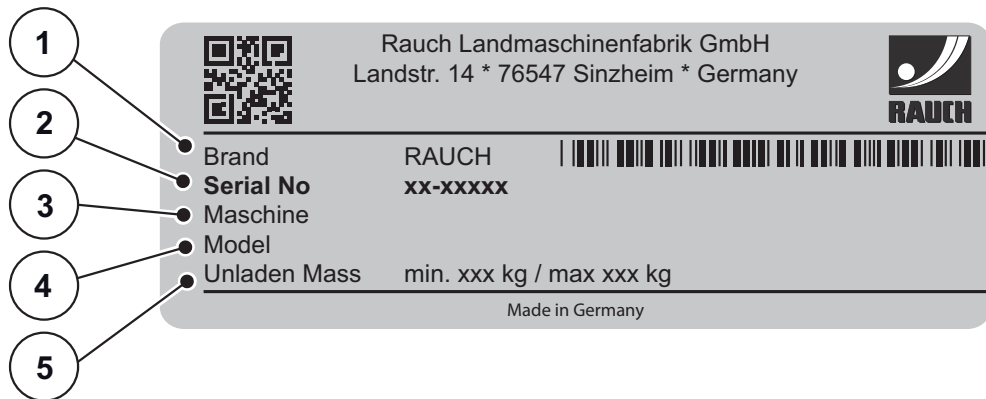 1
2
3
4
5
Rauch Landmaschinenfabrik GmbH
Landstr. 14 * 76547 Sinzheim * Germany
RAUCH
Brand RAUCH
Serial No xx-xxxxx
Maschine
Model
Unladen Mass min. xxx kg / max xxx kg
Made in Germany